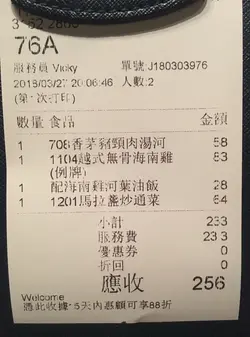 76A
服務員 Vicky 單號 J180303976
2018/03/27 20:06:46 人數:2
(第1次打印)
數量 食品 金額
1 708香茅豬頸肉湯河 58
1 1104越式無骨海南雞 83
(例牌)
1 配海南雞河葉油飯 28
1 1201馬拉盞炒通菜 64
小計 233
服務費 23.3
優惠券 0
折回 0
應收 256
Welcome
憑此收據15天內惠顧可享88折